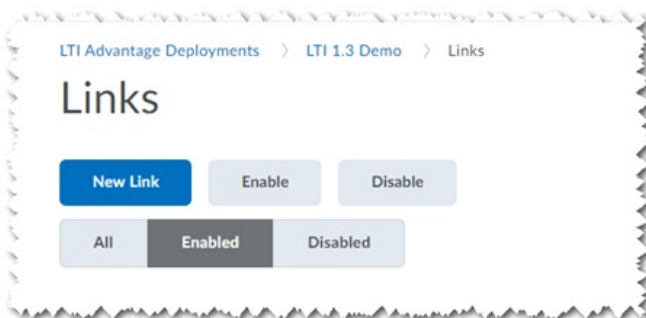 LTI Advantage Deployments > LTI 1.3 Demo > Links
Links
New Link Enable Disable
All Enabled Disabled